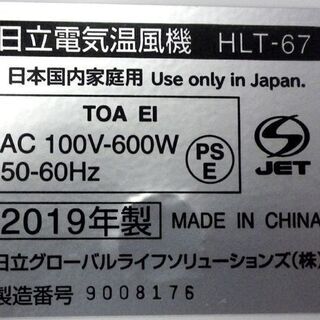 日立電気温風機 HLT-67
日本国内家庭用 Use only in Japan.
TOA EI
AC 100V-600W
50-60Hz
PS
E
S
JET
2019年製 MADE IN CHINA
日立グローバルライフソリューションズ(株)
製造番号 9008176